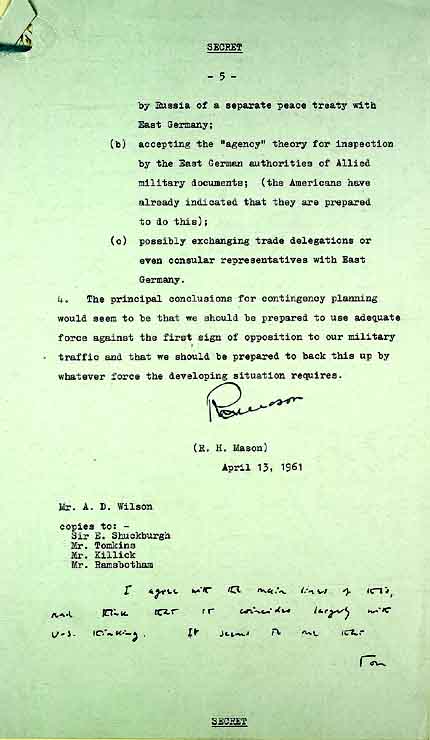 SECRET
- 5 -
by Russia of a separate peace treaty with
East Germany;
(b) accepting the "agency" theory for inspection
by the East German authorities of Allied
military documents; (the Americans have
already indicated that they are prepared
to do this);
(c) possibly exchanging trade delegations or
even consular representatives with East
Germany.
4. The principal conclusions for contingency planning
would seem to be that we should be prepared to use adequate
force against the first sign of opposition to our military
traffic and that we should be prepared to back this up by
whatever force the developing situation requires.
(R. H. Mason)
April 13, 1961
Mr. A. D. Wilson
copies to: -
Sir E. Shuckburgh
Mr. Tomkins
Mr. Killick
Mr. Ramsbotham
I agree with the main lines of this,
and think that it coincides largely with
U.S. thinking. It seems to me that
SECRET